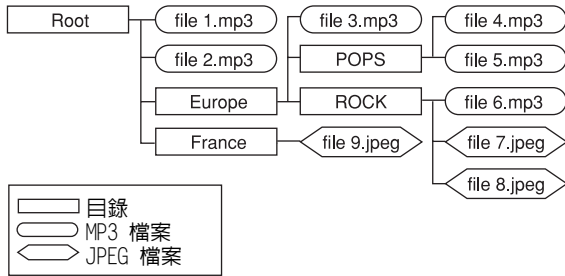 Root
file 1.mp3
file 3.mp3
file 4.mp3
file 2.mp3
POPS
file 5.mp3
Europe
ROCK
file 6.mp3
France
file 9.jpeg
file 7.jpeg
file 8.jpeg
目錄
MP3 檔案
JPEG 檔案